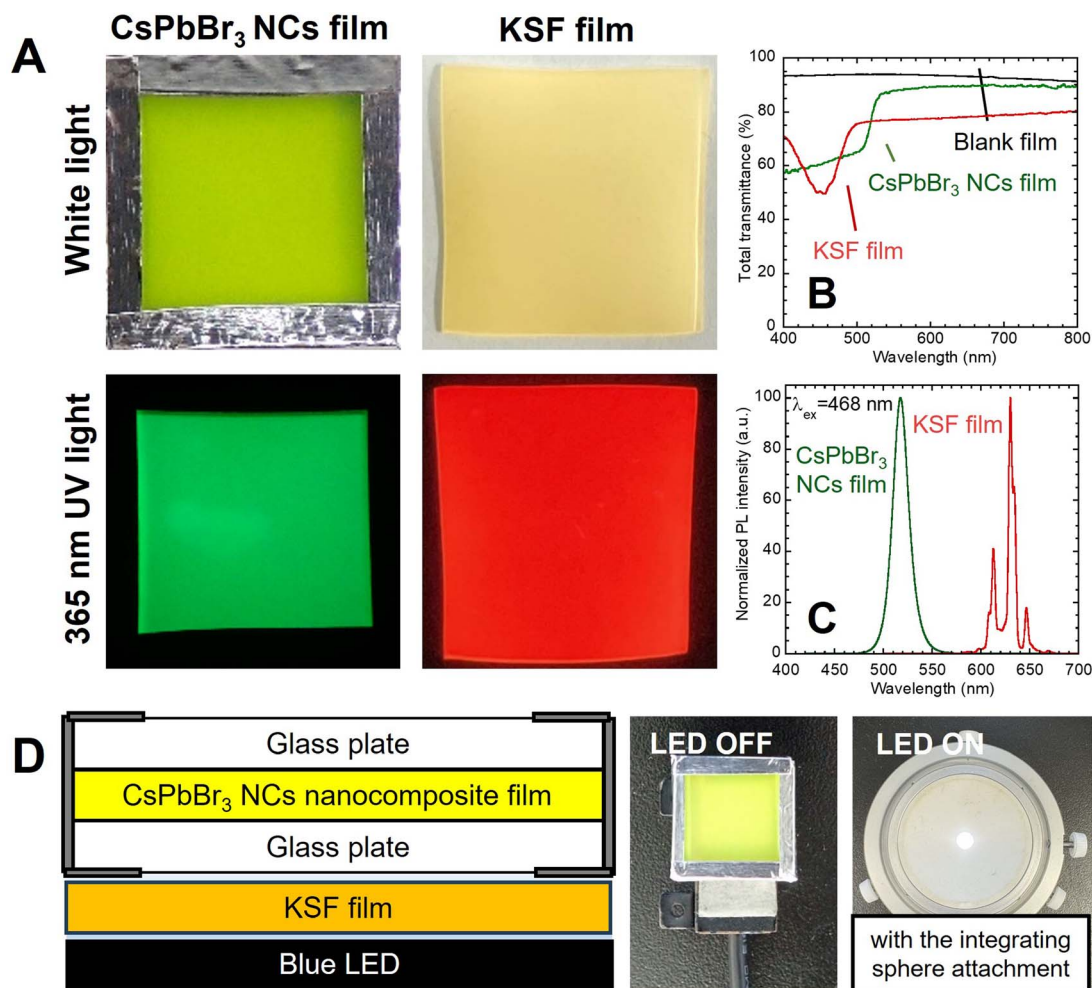 A
CsPbBr₃ NCs film
KSF film
White light
365 nm UV light
100
80
60
40
20
0
400 500 600 700 800
Total transmittance (%)
Wavelength (nm)
Blank film
CsPbBr₃ NCs film
KSF film
B
100
80
60
40
20
0
400 450 500 550 600 650 700
Normalized PL intensity (a.u.)
Wavelength (nm)
λex=468 nm
KSF film
CsPbBr₃
NCs film
C
D
Glass plate
CsPbBr₃ NCs nanocomposite film
Glass plate
KSF film
Blue LED
LED OFF
LED ON
with the integrating
sphere attachment